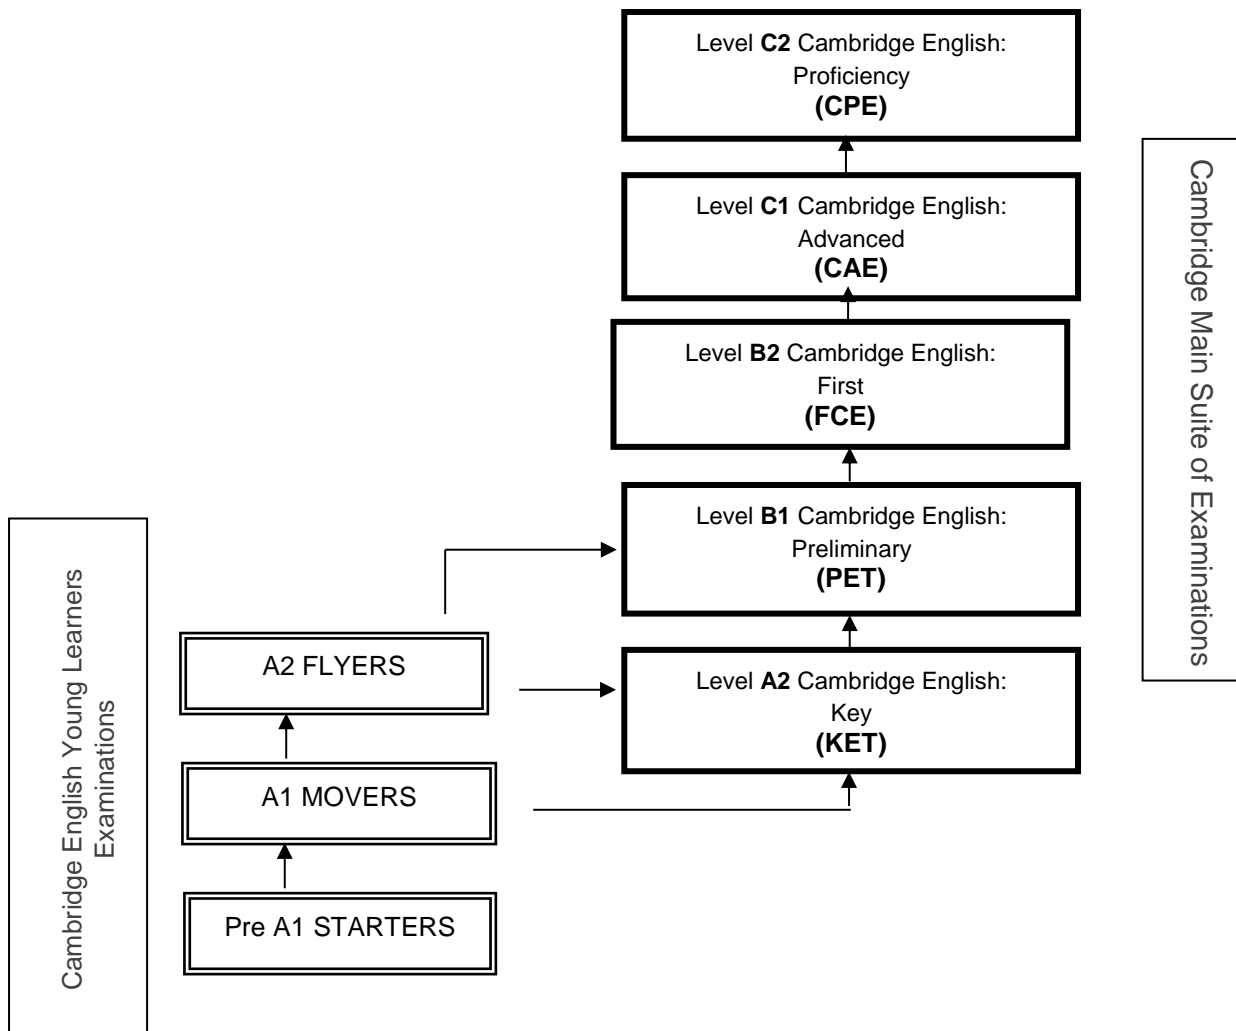 Level C2 Cambridge English:
Proficiency
(CPE)
Level C1 Cambridge English:
Advanced
(CAE)
Level B2 Cambridge English:
First
(FCE)
Level B1 Cambridge English:
Preliminary
(PET)
Level A2 Cambridge English:
Key
(KET)
Cambridge Main Suite of Examinations
Cambridge English Young Learners
Examinations
A2 FLYERS
A1 MOVERS
Pre A1 STARTERS